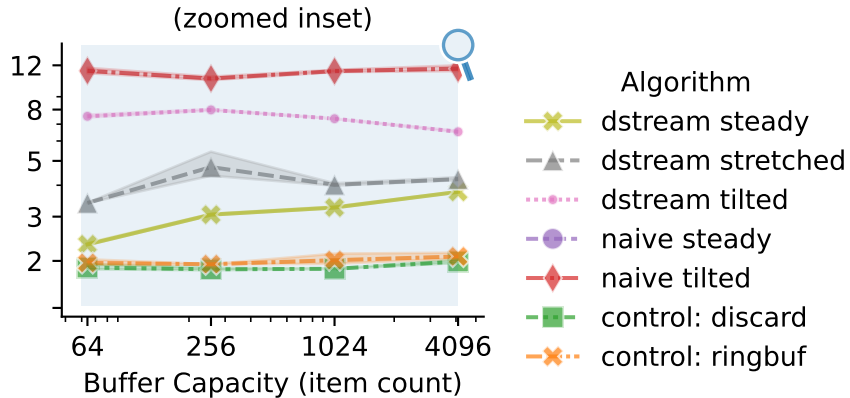 (zoomed inset)
12
8
5
3
2
64 256 1024 4096
Buffer Capacity (item count)
Algorithm
dstream steady
dstream stretched
dstream tilted
naive steady
naive tilted
control: discard
control: ringbuf